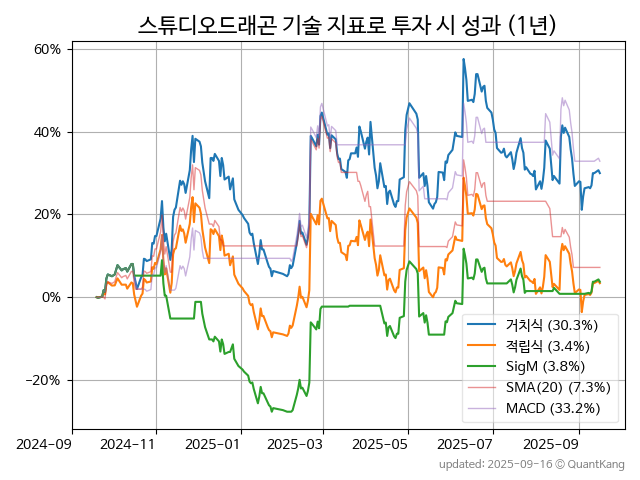 스튜디오드래곤 기술 지표로 투자 시 성과 (1년)
60%
40%
20%
0%
−20%
거치식 (30.3%)
적립식 (3.4%)
SigM (3.8%)
SMA(20) (7.3%)
MACD (33.2%)
2024-09 2024-11 2025-01 2025-03 2025-05 2025-07 2025-09
updated: 2025-09-16 © QuantKang